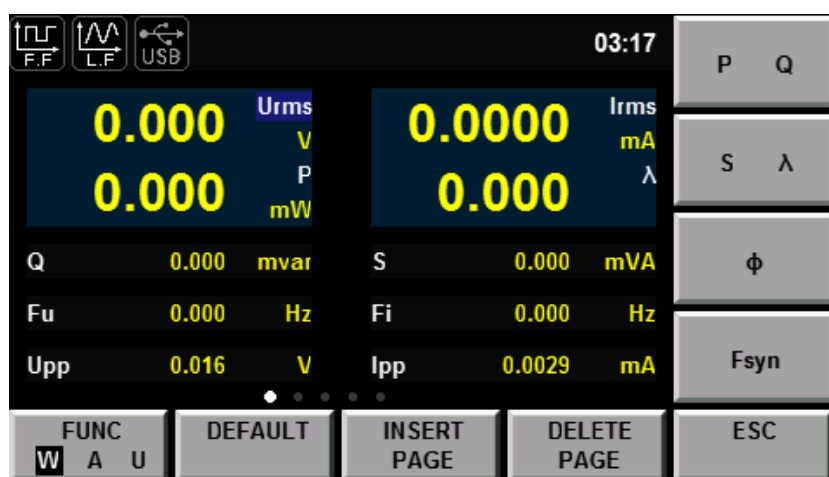 F.F L.F USB 03:17
P Q
0.000 Urms V 0.0000 Irms mA
0.000 P mW 0.000 λ
S λ
Q 0.000 mvar S 0.000 mVA
ϕ
Fu 0.000 Hz Fi 0.000 Hz
Upp 0.016 V Ipp 0.0029 mA
Fsyn
FUNC DEFAULT INSERT DELETE ESC
W A U PAGE PAGE